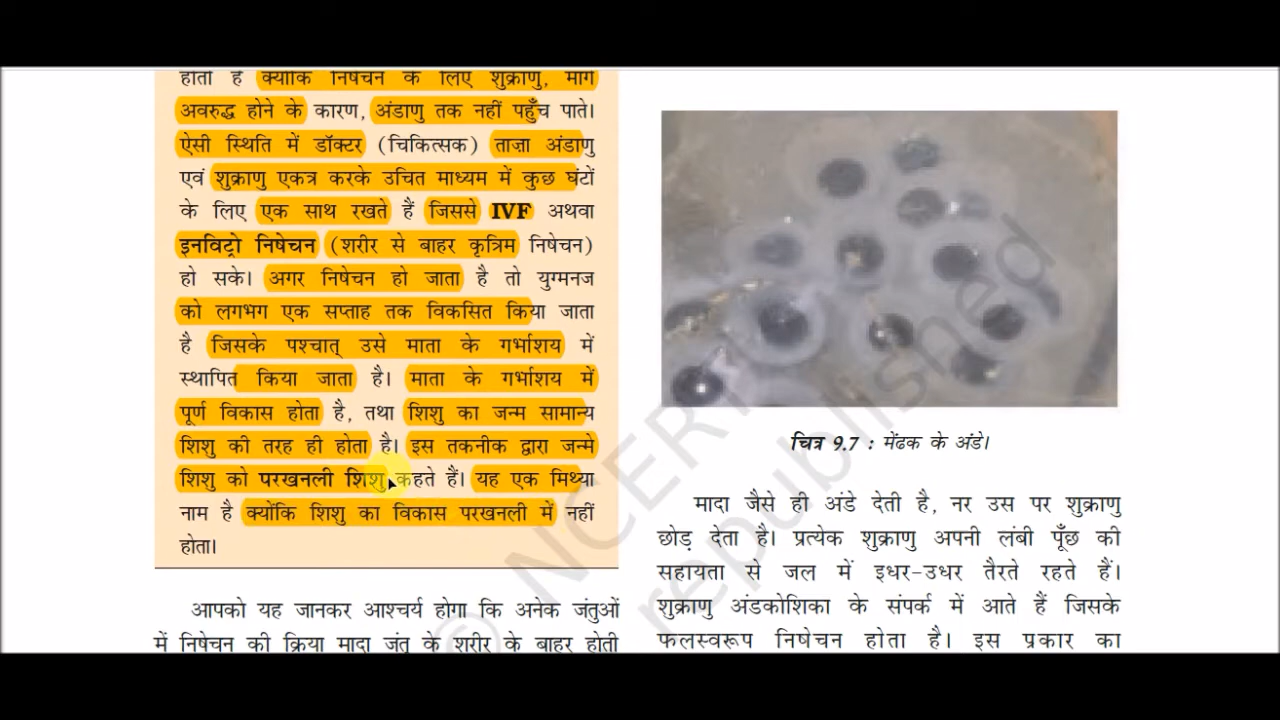 होता है क्योंकि निषेचन के लिए शुक्राणु, मार्ग
अवरुद्ध होने के कारण, अंडाणु तक नहीं पहुँच पाते।
ऐसी स्थिति में डॉक्टर (चिकित्सक) ताज़ा अंडाणु
एवं शुक्राणु एकत्र करके उचित माध्यम में कुछ घंटों
के लिए एक साथ रखते हैं जिससे IVF अथवा
इनविट्रो निषेचन (शरीर से बाहर कृत्रिम निषेचन)
हो सके। अगर निषेचन हो जाता है तो युग्मनज
को लगभग एक सप्ताह तक विकसित किया जाता
है जिसके पश्चात् उसे माता के गर्भाशय में
स्थापित किया जाता है। माता के गर्भाशय में
पूर्ण विकास होता है, तथा शिशु का जन्म सामान्य
शिशु की तरह ही होता है। इस तकनीक द्वारा जन्मे
शिशु को परखनली शिशु कहते हैं। यह एक मिथ्या
नाम है क्योंकि शिशु का विकास परखनली में नहीं
होता।
आपको यह जानकर आश्चर्य होगा कि अनेक जंतुओं
में निषेचन की क्रिया मादा जंतु के शरीर के बाहर होती
चित्र 9.7 : मेंढक के अंडे।
मादा जैसे ही अंडे देती है, नर उस पर शुक्राणु
छोड़ देता है। प्रत्येक शुक्राणु अपनी लंबी पूँछ की
सहायता से जल में इधर-उधर तैरते रहते हैं।
शुक्राणु अंडकोशिका के संपर्क में आते हैं जिसके
फलस्वरूप निषेचन होता है। इस प्रकार का
© NCERT
republished